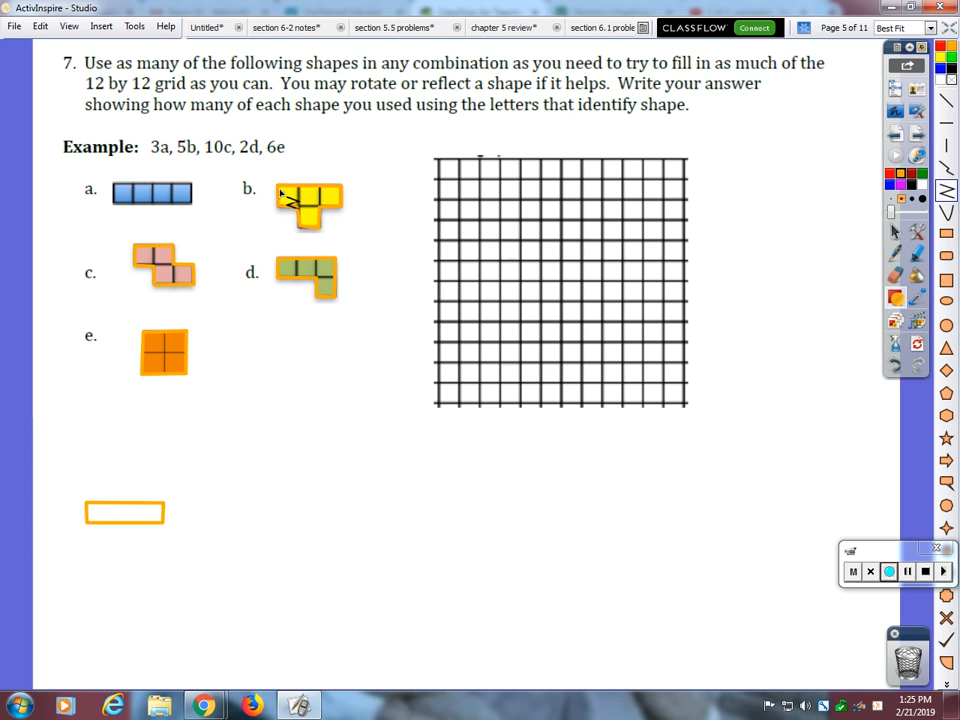 ActivInspire - Studio
File Edit View Insert Tools Help Untitled* section 6-2 notes* section 5.5 problems* chapter 5 review* section 6.1 proble CLASSFLOW Connect Page 5 of 11 Best Fit
7. Use as many of the following shapes in any combination as you need to try to fill in as much of the
12 by 12 grid as you can. You may rotate or reflect a shape if it helps. Write your answer
showing how many of each shape you used using the letters that identify shape.
Example: 3a, 5b, 10c, 2d, 6e
a. b.
c. d.
e.
M
1:25 PM
2/21/2019